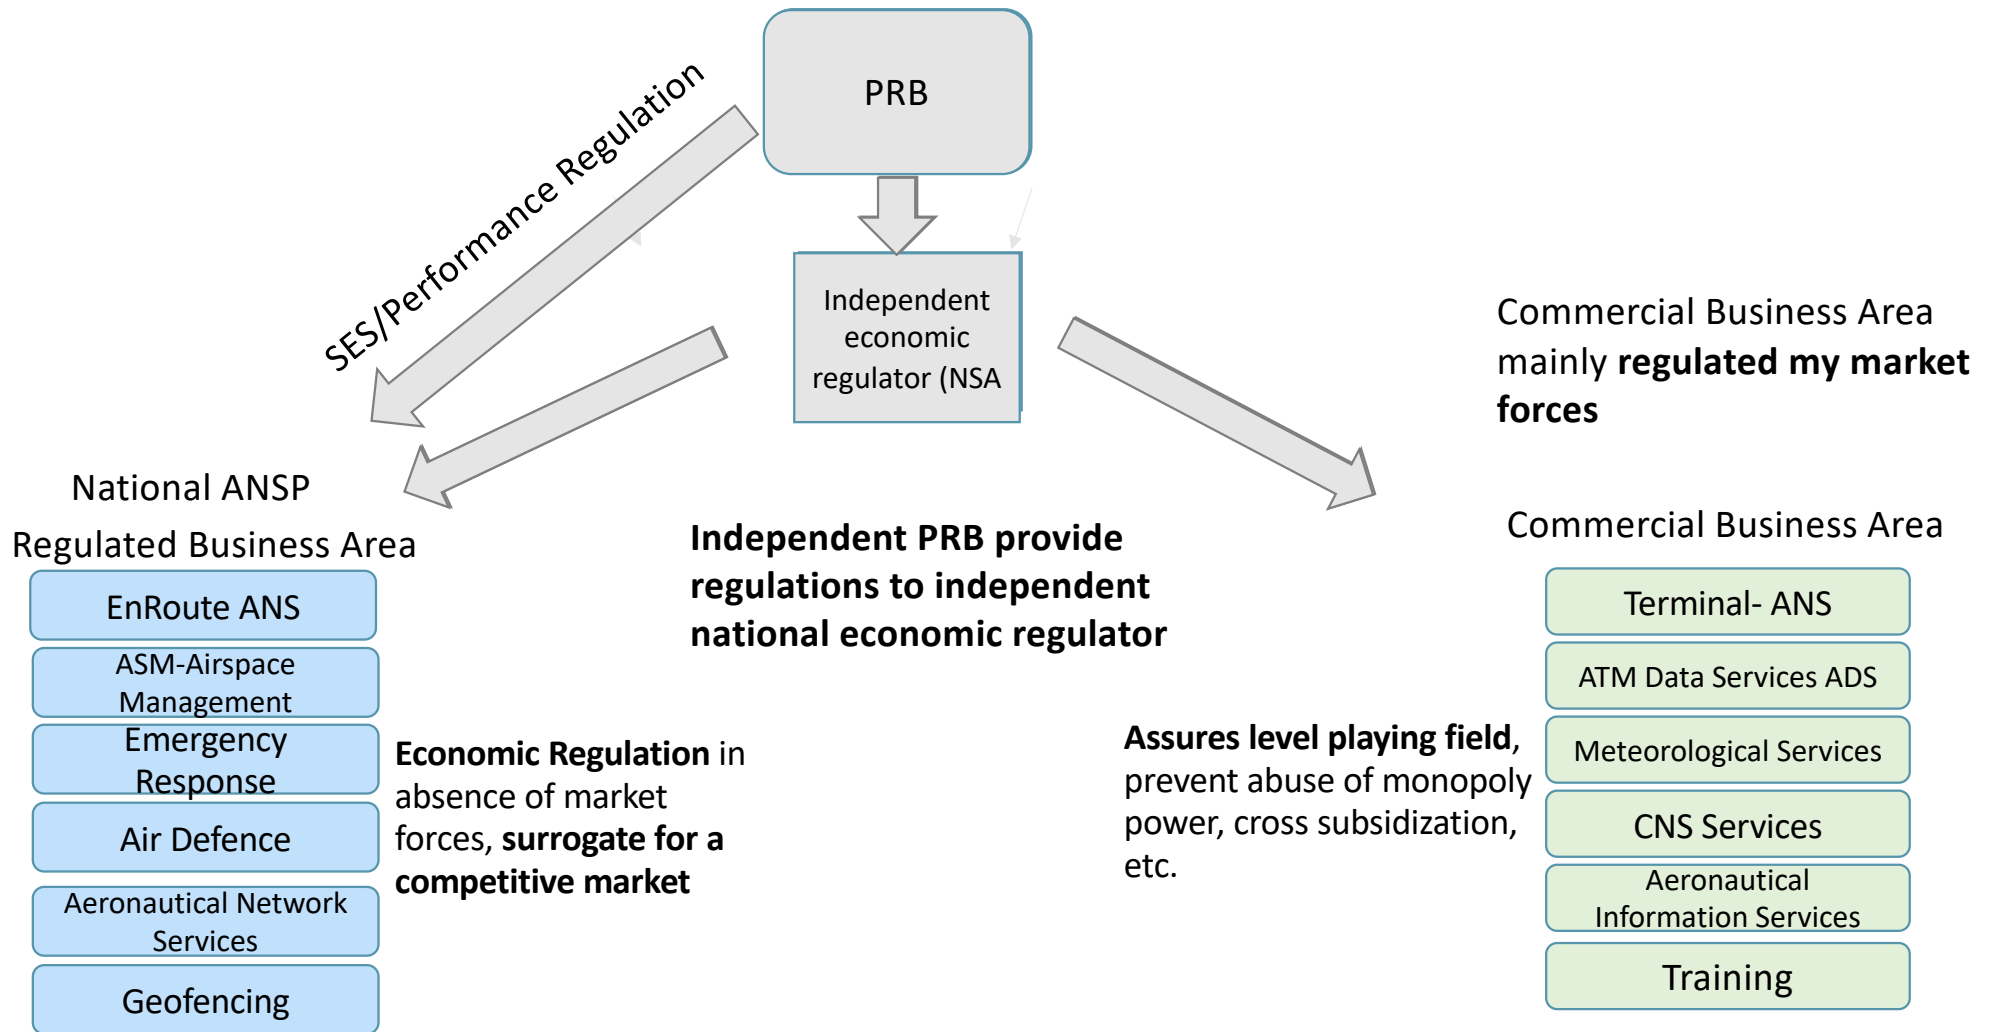 PRB
SES/Performance Regulation
Independent
economic
regulator (NSA
Commercial Business Area
mainly regulated my market
forces
National ANSP
Regulated Business Area
EnRoute ANS
ASM-Airspace
Management
Emergency
Response
Air Defence
Aeronautical Network
Services
Geofencing
Economic Regulation in
absence of market
forces, surrogate for a
competitive market
Independent PRB provide
regulations to independent
national economic regulator
Assures level playing field,
prevent abuse of monopoly
power, cross subsidization,
etc.
Commercial Business Area
Terminal- ANS
ATM Data Services ADS
Meteorological Services
CNS Services
Aeronautical
Information Services
Training